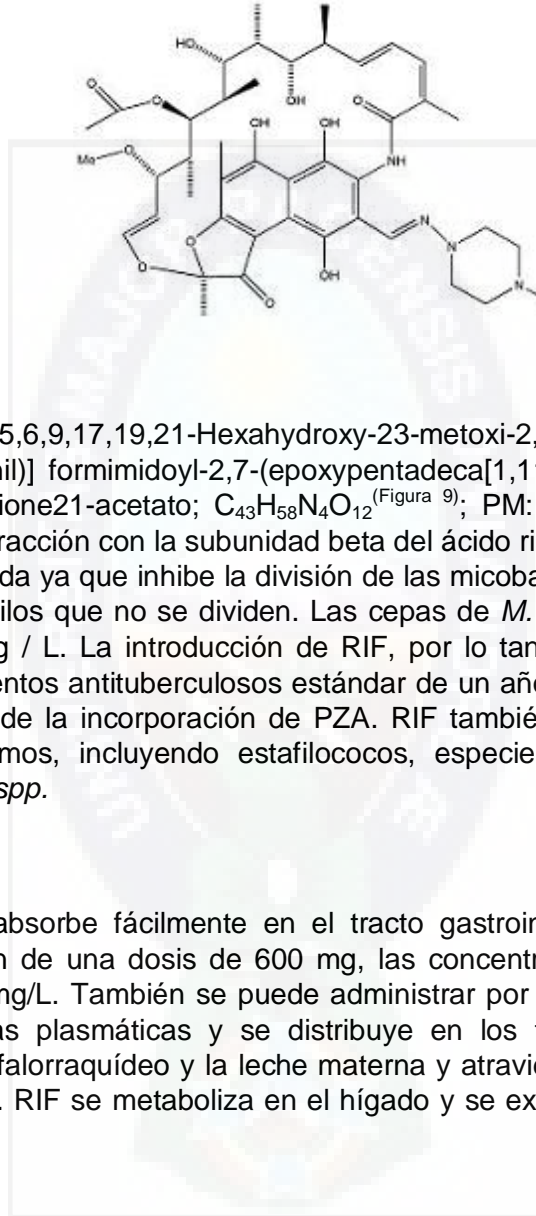 HO
OH
O
O
O
OH
OH
Me
O
NH
O
N
N
O
OH
N
O
5,6,9,17,19,21-Hexahydroxy-23-metoxi-2,
nil)] formimidoyl-2,7-(epoxypentadeca[1,1
ione21-acetato; C₄₃H₅₈N₄O₁₂(Figura 9); PM:
racción con la subunidad beta del ácido ri
da ya que inhibe la división de las micoba
ilos que no se dividen. Las cepas de M.
g / L. La introducción de RIF, por lo tan
entos antituberculosos estándar de un año
de la incorporación de PZA. RIF tambié
mos, incluyendo estafilococos, especie
spp.
absorbe fácilmente en el tracto gastroin
n de una dosis de 600 mg, las concentr
mg/L. También se puede administrar por
as plasmáticas y se distribuye en los
falorraquídeo y la leche materna y atravie
. RIF se metaboliza en el hígado y se ex